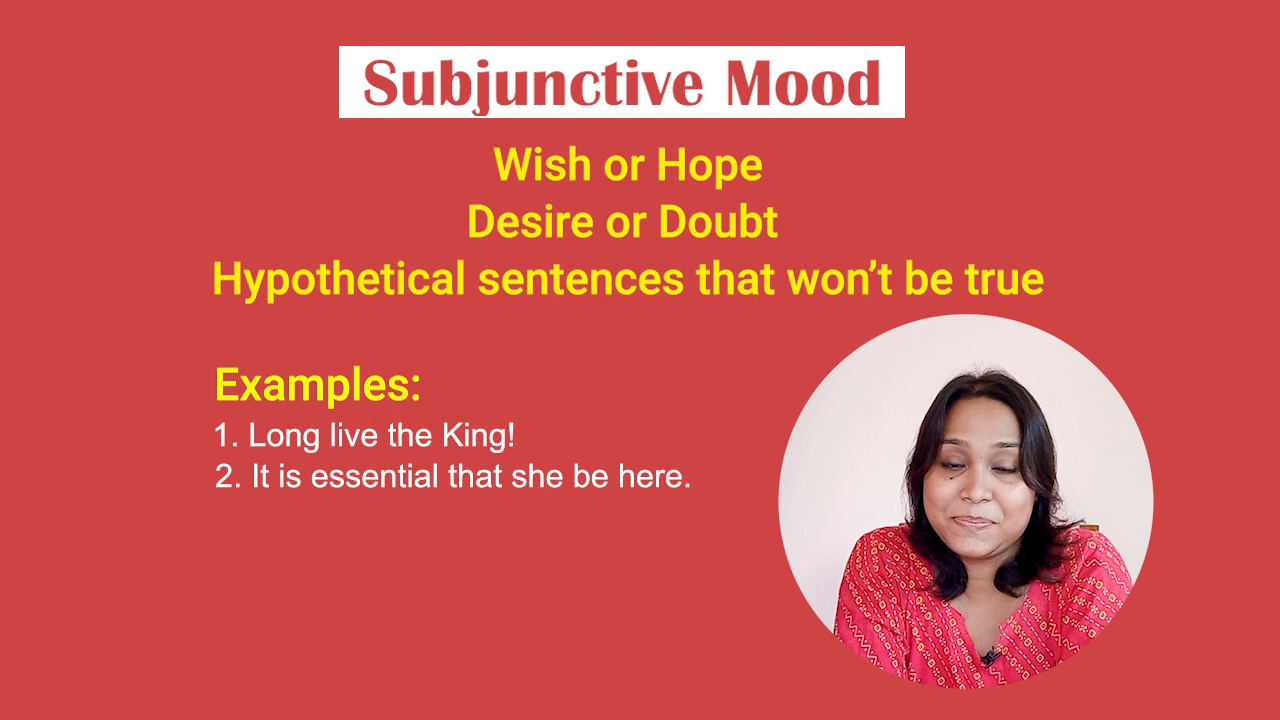 Subjunctive Mood
Wish or Hope
Desire or Doubt
Hypothetical sentences that won’t be true
Examples:
1. Long live the King!
2. It is essential that she be here.